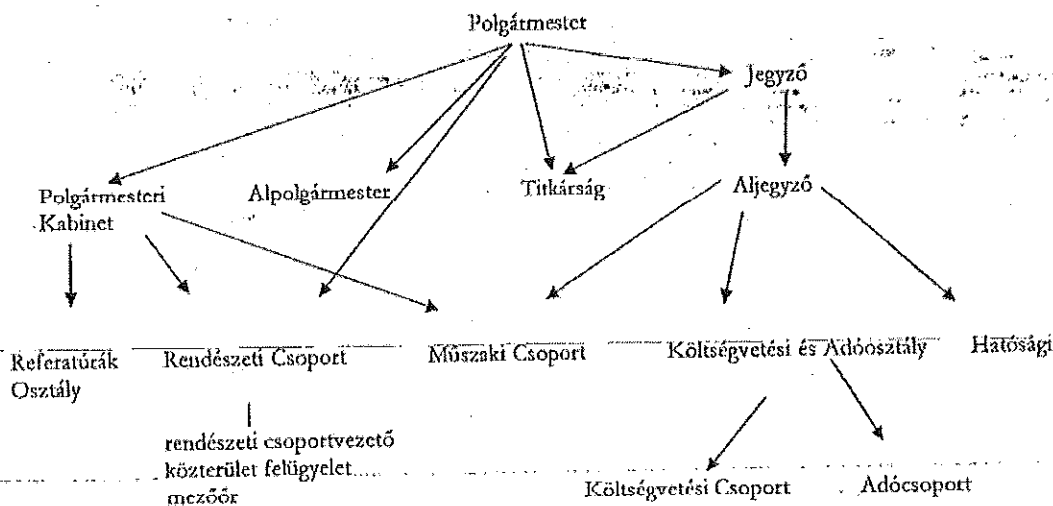 Polgármester
Jegyző
Polgármesteri
Kabinet
Alpolgármester
Titkárság
Aljegyző
Referatúrák
Osztály
Rendészeti Csoport
Műszaki Csoport
Költségvetési és Adóosztály
Hatósági
rendészeti csoportvezető
közterület felügyelet.....
mezőőr
Költségvetési Csoport
Adócsoport